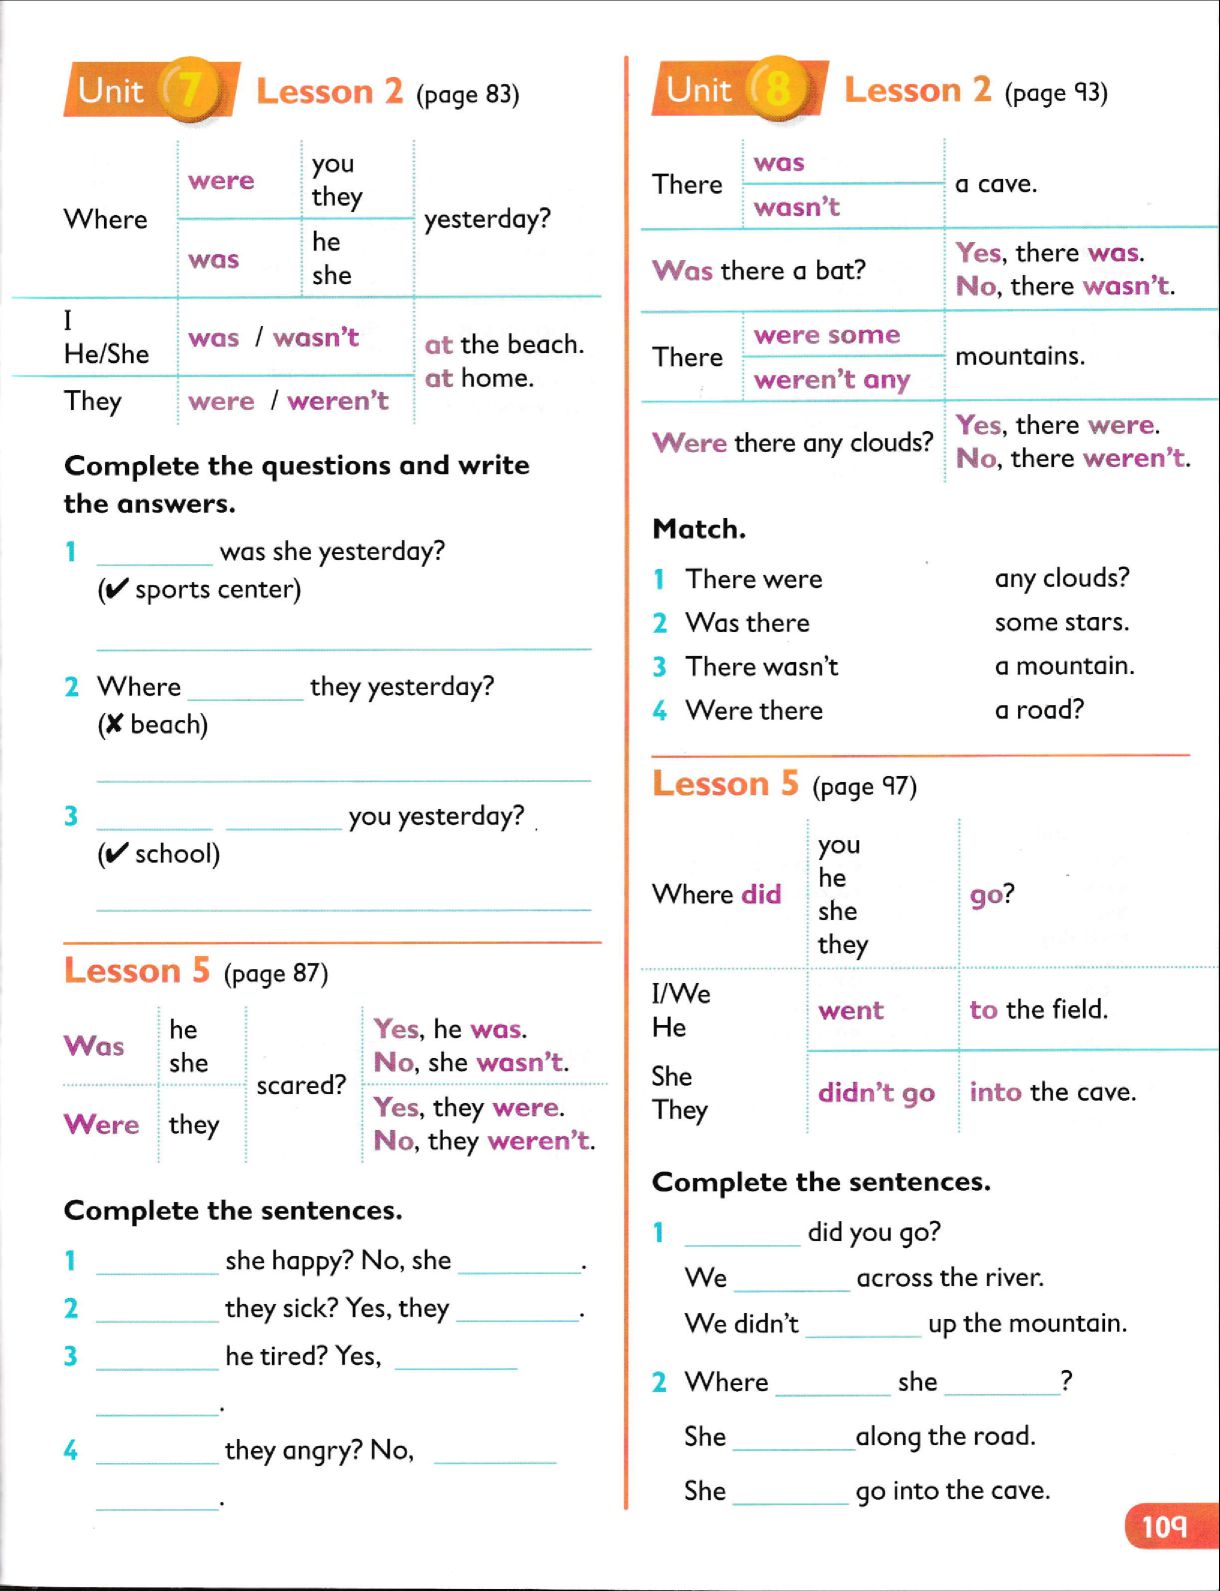 Unit 7 Lesson 2 (page 83)
Where were you they yesterday?
was he she
I He/She was / wasn't at the beach.
They were / weren't at home.
Complete the questions and write
the answers.
1 ________ was she yesterday?
(✔ sports center)
2 Where ________ they yesterday?
(✘ beach)
3 ________ ________ you yesterday?
(✔ school)
Lesson 5 (page 87)
Was he she scared? Yes, he was.
No, she wasn't.
Were they Yes, they were.
No, they weren't.
Complete the sentences.
1 ________ she happy? No, she ________.
2 ________ they sick? Yes, they ________.
3 ________ he tired? Yes, ________
________.
4 ________ they angry? No, ________
________.
Unit 8 Lesson 2 (page 93)
There was a cave.
wasn't
Was there a bat? Yes, there was.
No, there wasn't.
There were some mountains.
weren't any
Were there any clouds? Yes, there were.
No, there weren't.
Match.
1 There were any clouds?
2 Was there some stars.
3 There wasn't a mountain.
4 Were there a road?
Lesson 5 (page 97)
Where did you he she they go?
I/We He went to the field.
She They didn't go into the cave.
Complete the sentences.
1 ________ did you go?
We ________ across the river.
We didn't ________ up the mountain.
2 Where ________ she ________?
She ________ along the road.
She ________ go into the cave.
109